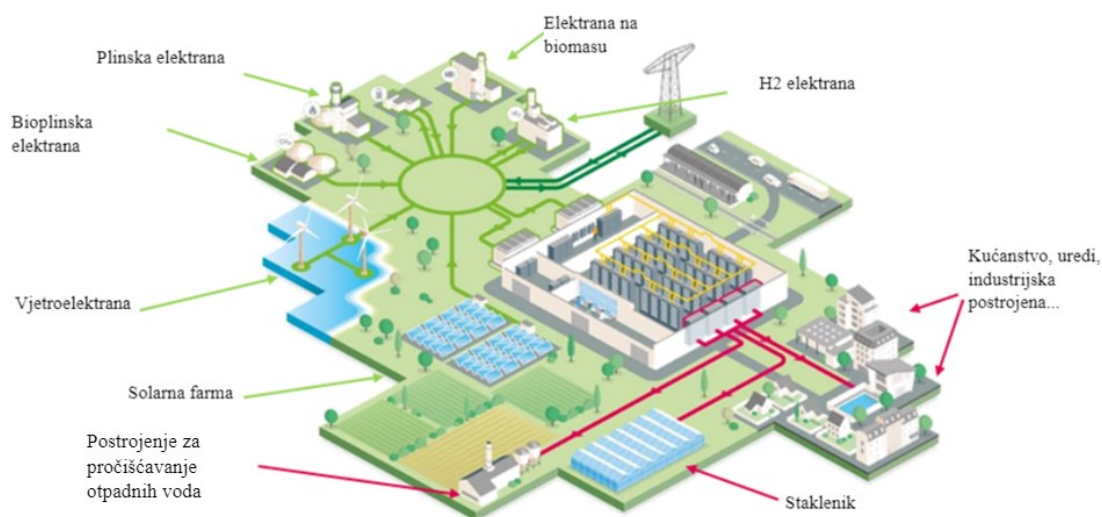 Elektrana na
biomasu
Plinska elektrana
H2 elektrana
Bioplinska
elektrana
Kućanstvo, uredi,
industrijska
postrojena...
Vjetroelektrana
Solarna farma
Postrojenje za
pročišćavanje
otpadnih voda
Staklenik